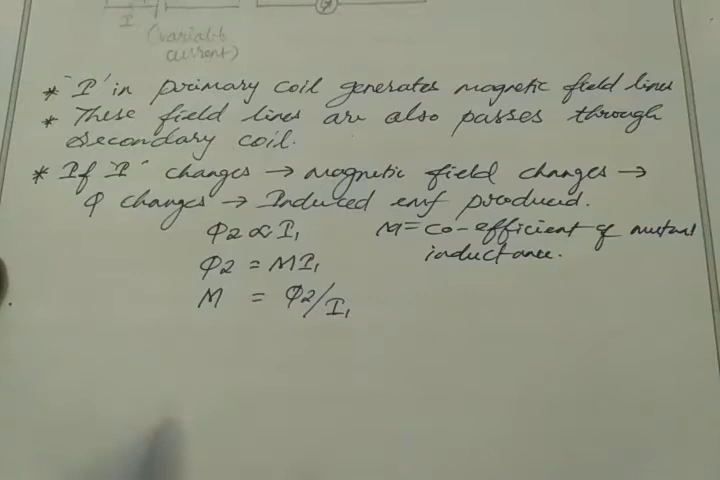 I
(variable
current)
* "I" in primary coil generates magnetic field lines
* These field lines are also passes through
secondary coil.
* If "I" changes → magnetic field changes →
φ changes → Induced emf produced.
φ2 ∝ I1
M = co-efficient of mutual
inductance.
φ2 = MI1
M = φ2/I1